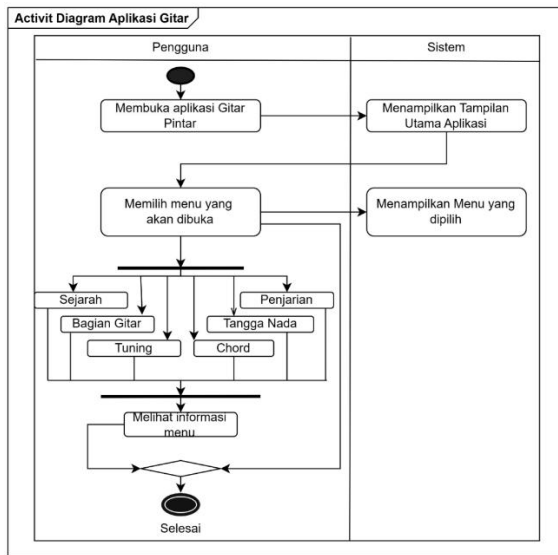 Activit Diagram Aplikasi Gitar
Pengguna
Sistem
Membuka aplikasi Gitar
Pintar
Menampilkan Tampilan
Utama Aplikasi
Memilih menu yang
akan dibuka
Menampilkan Menu yang
dipilih
Sejarah
Penjarian
Bagian Gitar
Tangga Nada
Tuning
Chord
Melihat informasi
menu
Selesai